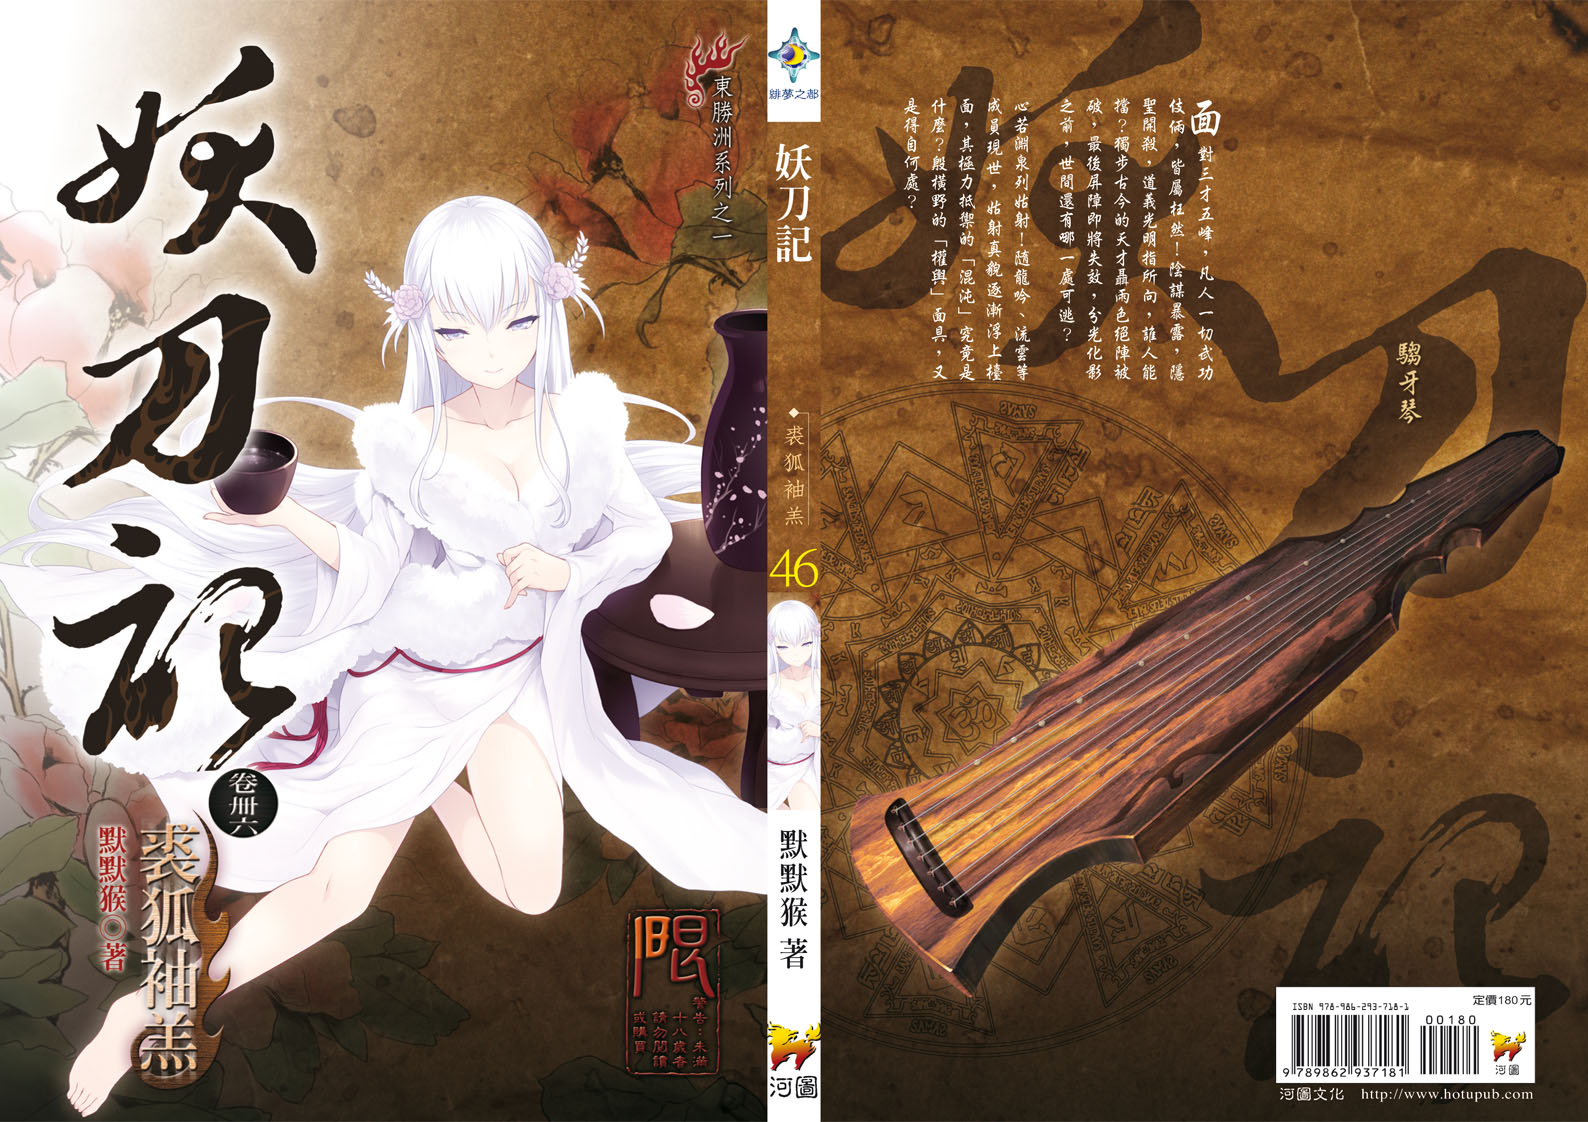 東勝洲系列之一
妖刀記
卷卌六
裘狐袖羔
默默猴◎著
限
警告：未滿
十八歲者
請勿閱讀
或購買
緋夢之都
妖刀記
裘狐袖羔
46
默默猴 著
河圖
面對三才五峰，凡人一切武功
伎倆，皆屬枉然！陰謀暴露，隱
聖開殺，道義光明指所向，誰人能
擋？獨步古今的天才聶雨色絕陣被
破，最後屏障即將失效，分光化影
之前，世間還有哪一處可逃？
心若淵泉列姑射！隨龍吟、流雲等
成員現世，姑射真貌逐漸浮上檯
面，其極力抵禦的「混沌」究竟是
什麼？殷橫野的「權輿」面具，又
是得自何處？
騶牙琴
ISBN 978-986-293-718-1
定價180元
00180
9 789862 937181
河圖
河圖文化 http://www.hotupub.com